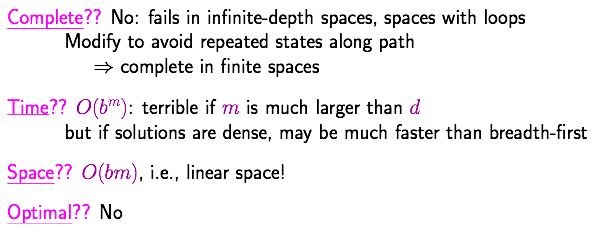 Complete?? No: fails in infinite-depth spaces, spaces with loops
Modify to avoid repeated states along path
⇒ complete in finite spaces
Time?? O(b^m): terrible if m is much larger than d
but if solutions are dense, may be much faster than breadth-first
Space?? O(bm), i.e., linear space!
Optimal?? No